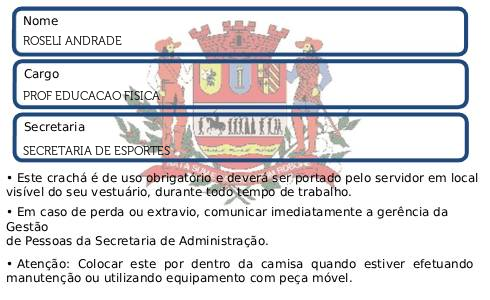 Nome
ROSELI ANDRADE
Cargo
PROF EDUCACAO FÍSICA
Secretaria
SECRETARIA DE ESPORTES
• Este crachá é de uso obrigatório e deverá ser portado pelo servidor em local
visível do seu vestuário, durante todo tempo de trabalho.
• Em caso de perda ou extravio, comunicar imediatamente a gerência da
Gestão
de Pessoas da Secretaria de Administração.
• Atenção: Colocar este por dentro da camisa quando estiver efetuando
manutenção ou utilizando equipamento com peça móvel.